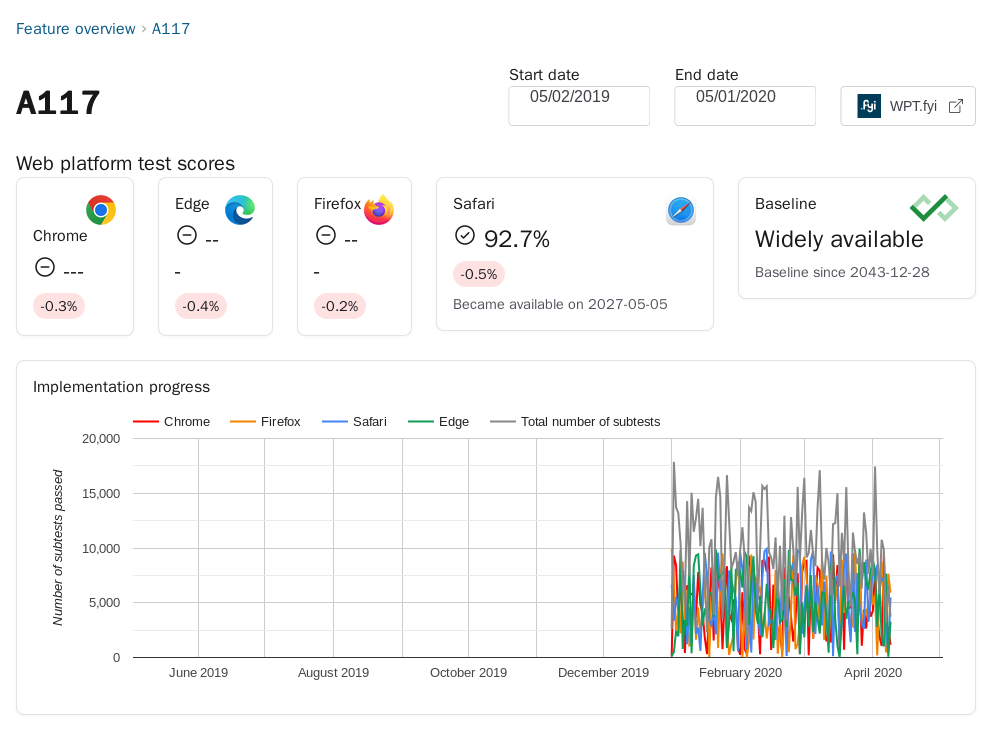 Feature overview › A117
A117
Start date
05/02/2019
End date
05/01/2020
.fyi WPT.fyi
Web platform test scores
Chrome
---
-0.3%
Edge
--
-
-0.4%
Firefox
--
-
-0.2%
Safari
92.7%
-0.5%
Became available on 2027-05-05
Baseline
Widely available
Baseline since 2043-12-28
Implementation progress
Chrome Firefox Safari Edge Total number of subtests
Number of subtests passed
20,000
15,000
10,000
5,000
0
June 2019 August 2019 October 2019 December 2019 February 2020 April 2020